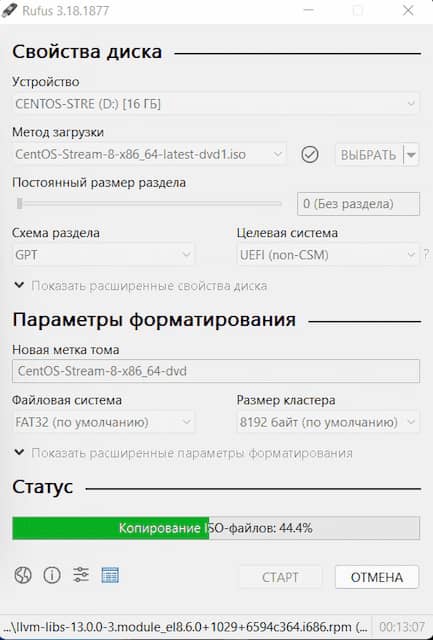 Rufus 3.18.1877
Свойства диска
Устройство
CENTOS-STRE (D:) [16 ГБ]
Метод загрузки
CentOS-Stream-8-x86_64-latest-dvd1.iso
ВЫБРАТЬ
Постоянный размер раздела
0 (Без раздела)
Схема раздела Целевая система
GPT UEFI (non-CSM) ?
Показать расширенные свойства диска
Параметры форматирования
Новая метка тома
CentOS-Stream-8-x86_64-dvd
Файловая система Размер кластера
FAT32 (по умолчанию) 8192 байт (по умолчанию)
Показать расширенные параметры форматирования
Статус
Копирование ISO-файлов: 44.4%
СТАРТ ОТМЕНА
...\llvm-libs-13.0.0-3.module_el8.6.0+1029+6594c364.i686.rpm (... 00:13:07